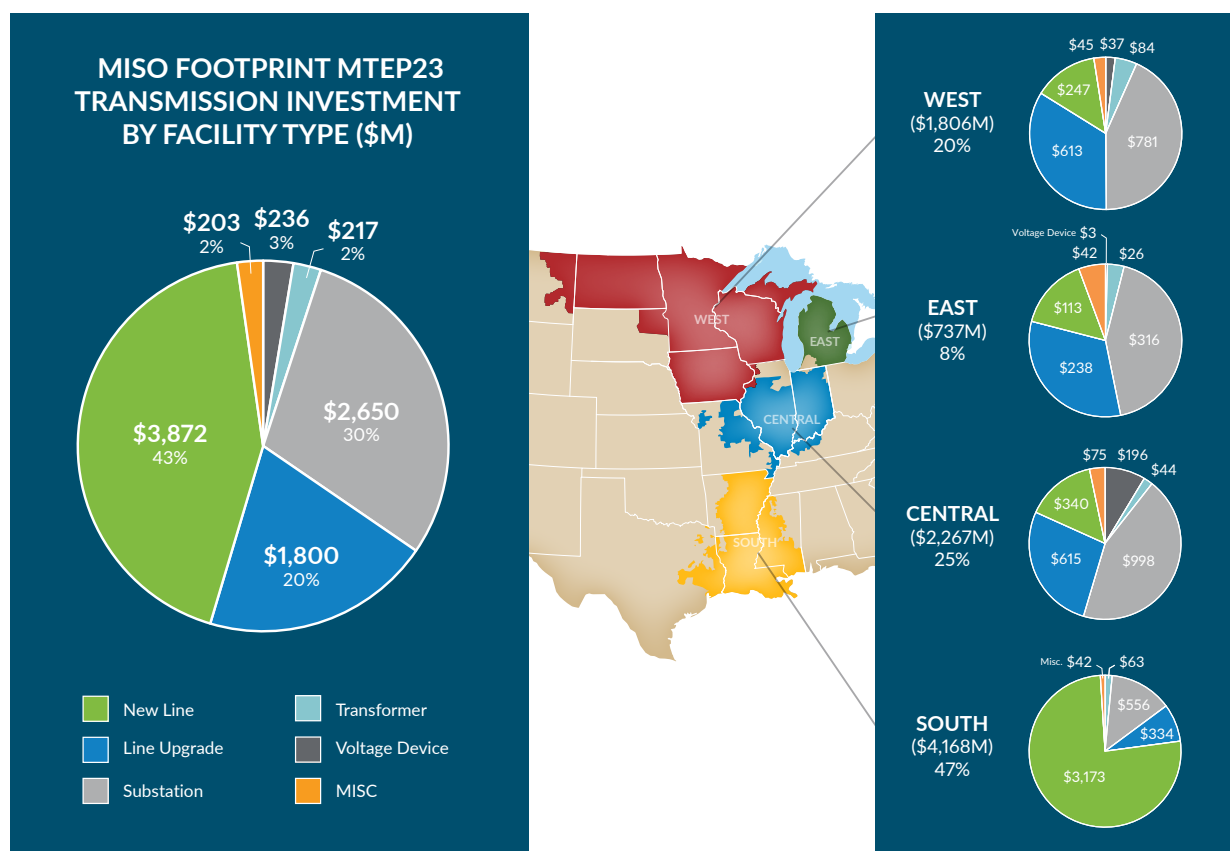 MISO FOOTPRINT MTEP23
TRANSMISSION INVESTMENT
BY FACILITY TYPE ($M)
$203
2%
$236
3%
$217
2%
$2,650
30%
$1,800
20%
$3,872
43%
New Line
Line Upgrade
Substation
Transformer
Voltage Device
MISC
WEST
EAST
CENTRAL
SOUTH
WEST
($1,806M)
20%
$45 $37 $84
$247
$781
$613
EAST
($737M)
8%
Voltage Device $3
$42
$26
$113
$316
$238
CENTRAL
($2,267M)
25%
$75 $196
$44
$340
$998
$615
SOUTH
($4,168M)
47%
Misc. $42
$63
$556
$334
$3,173